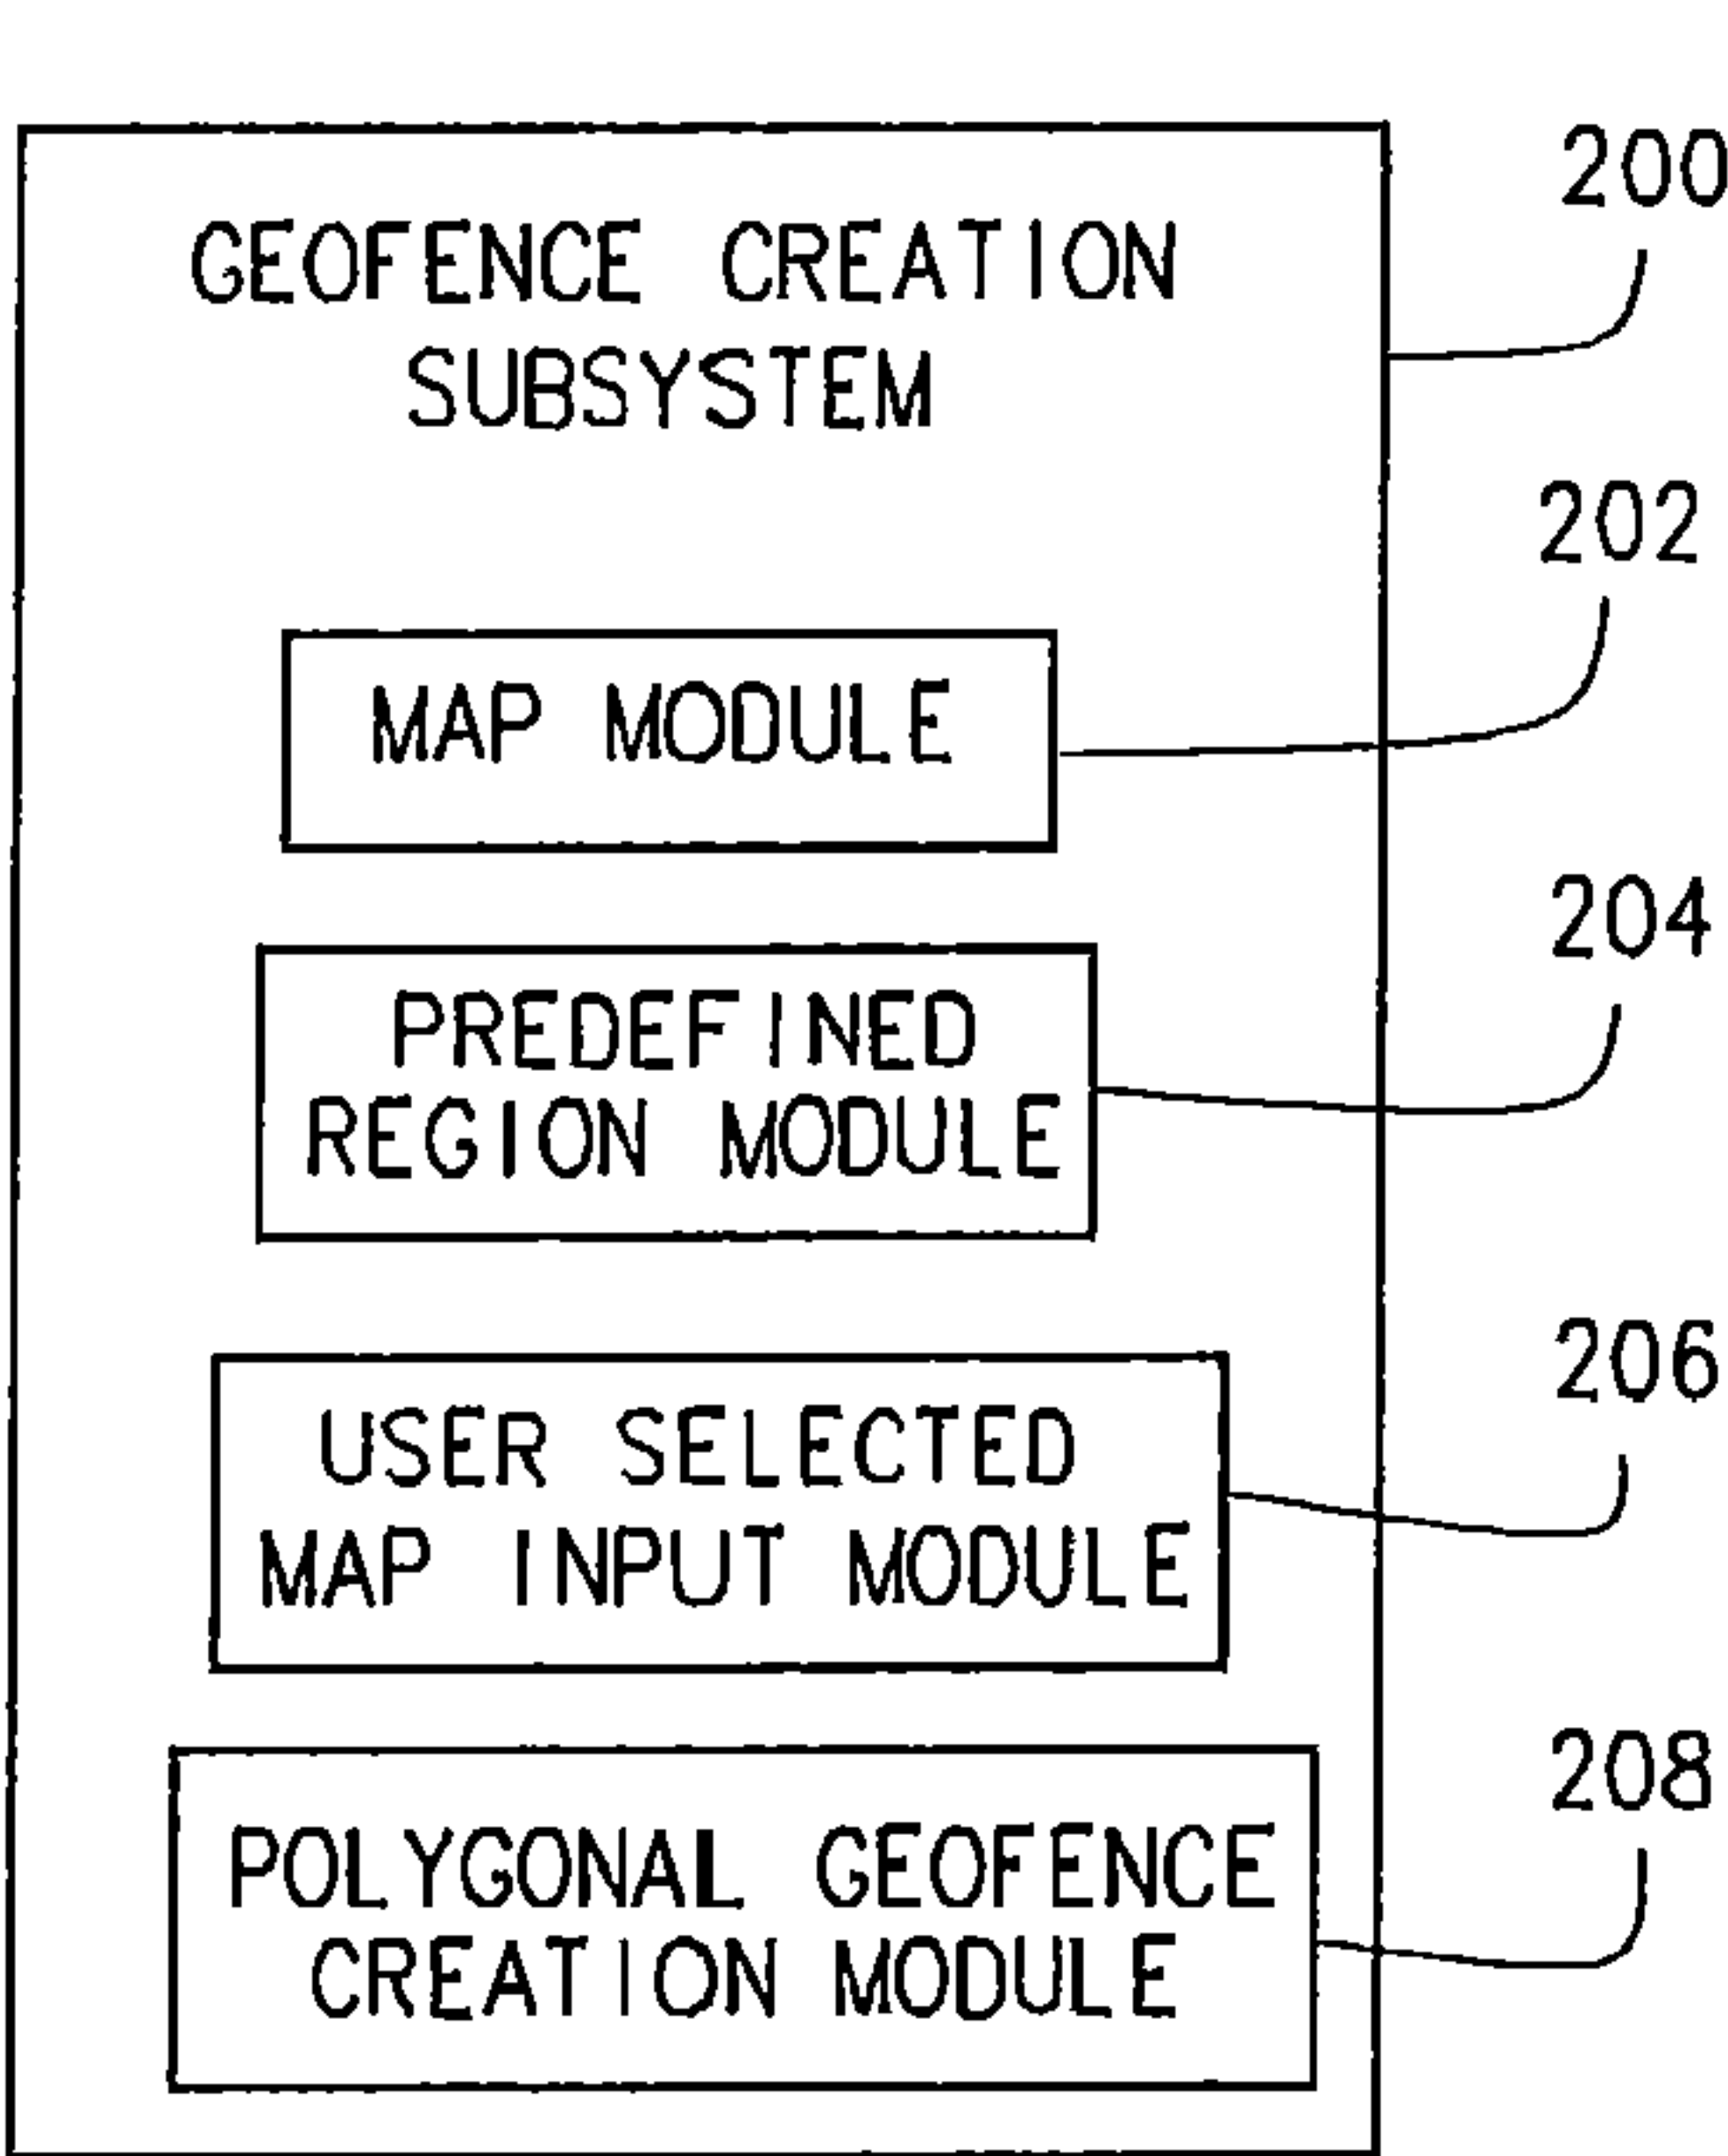 200
GEOFENCE CREATION
SUBSYSTEM
202
MAP MODULE
204
PREDEFINED
REGION MODULE
206
USER SELECTED
MAP INPUT MODULE
208
POLYGONAL GEOFENCE
CREATION MODULE